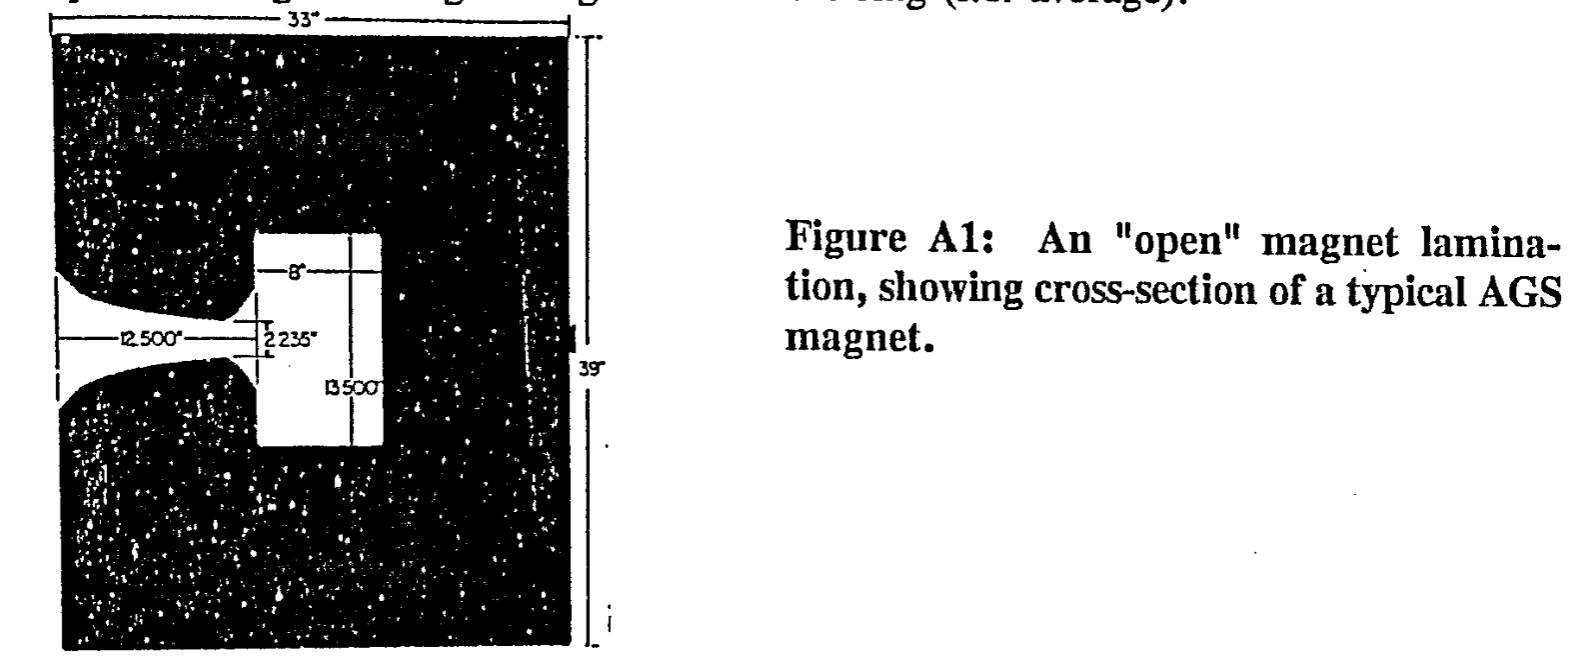 33"
8"
12.500"
2.235"
13.500"
39"
Figure A1: An "open" magnet lamina-
tion, showing cross-section of a typical AGS
magnet.